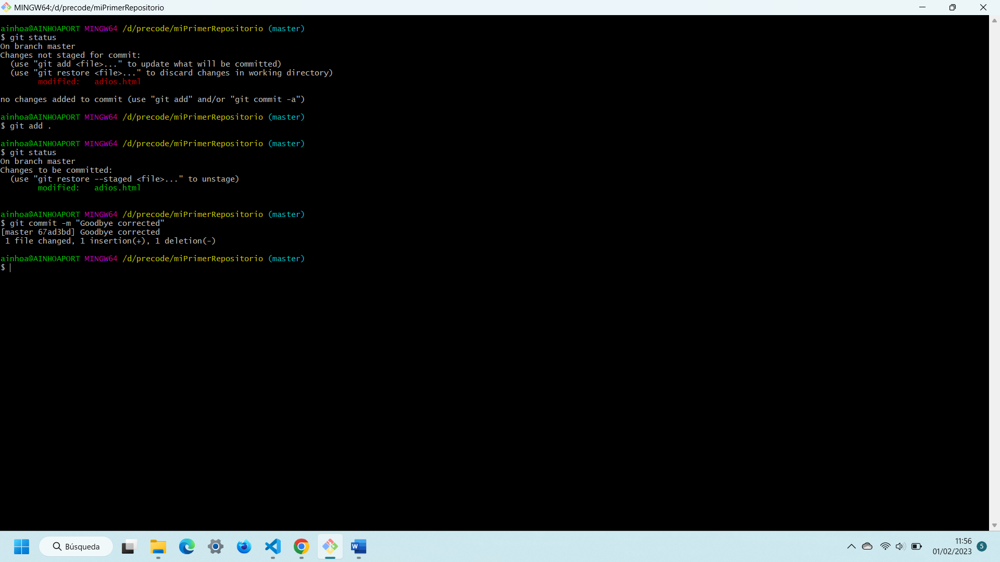 MINGW64:/d/precode/miPrimerRepositorio
ainhoa@AINHOAPORT MINGW64 /d/precode/miPrimerRepositorio (master)
$ git status
On branch master
Changes not staged for commit:
  (use "git add <file>..." to update what will be committed)
  (use "git restore <file>..." to discard changes in working directory)
        modified:   adios.html
no changes added to commit (use "git add" and/or "git commit -a")
ainhoa@AINHOAPORT MINGW64 /d/precode/miPrimerRepositorio (master)
$ git add .
ainhoa@AINHOAPORT MINGW64 /d/precode/miPrimerRepositorio (master)
$ git status
On branch master
Changes to be committed:
  (use "git restore --staged <file>..." to unstage)
        modified:   adios.html
ainhoa@AINHOAPORT MINGW64 /d/precode/miPrimerRepositorio (master)
$ git commit -m "Goodbye corrected"
[master 67ad3bd] Goodbye corrected
 1 file changed, 1 insertion(+), 1 deletion(-)
ainhoa@AINHOAPORT MINGW64 /d/precode/miPrimerRepositorio (master)
$
Búsqueda
W
11:56
01/02/2023
5